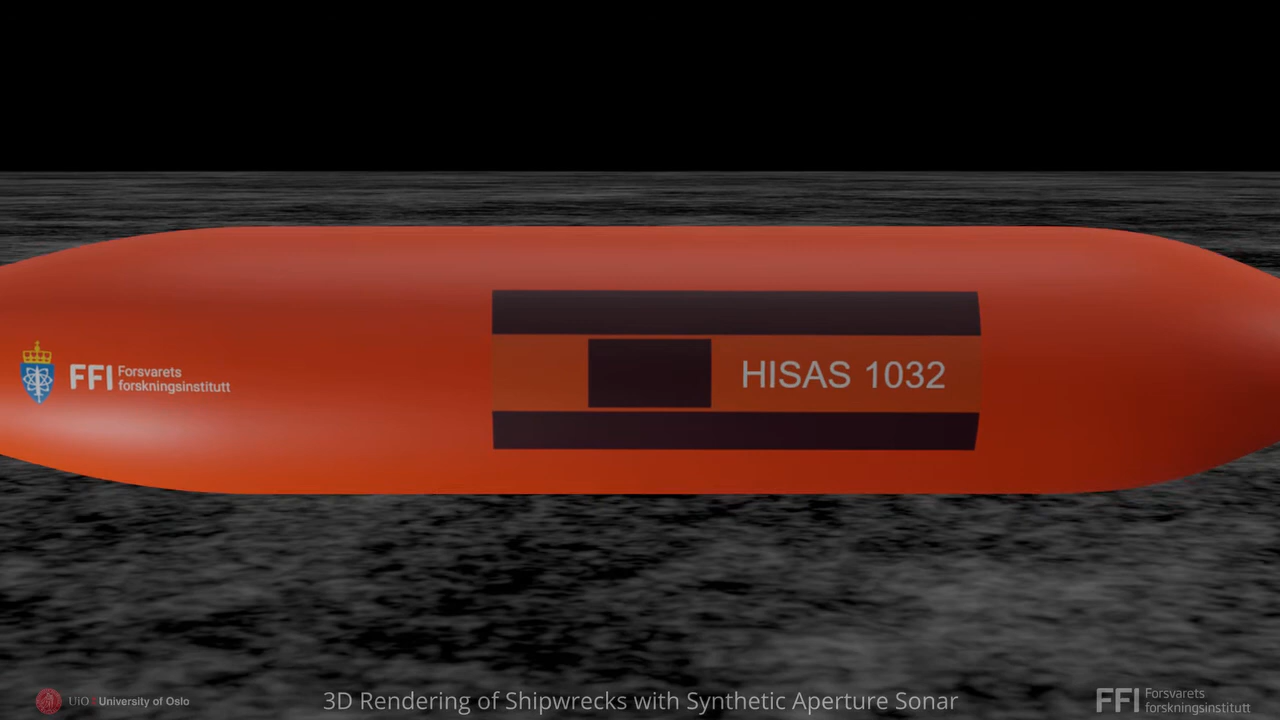 FFI Forsvarets
forskningsinstitutt
HISAS 1032
UiO University of Oslo
3D Rendering of Shipwrecks with Synthetic Aperture Sonar
FFI Forsvarets
forskningsinstitutt